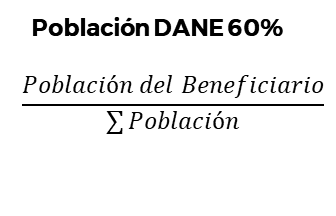 Población DANE 60%
Población del Beneficiario
∑ Población